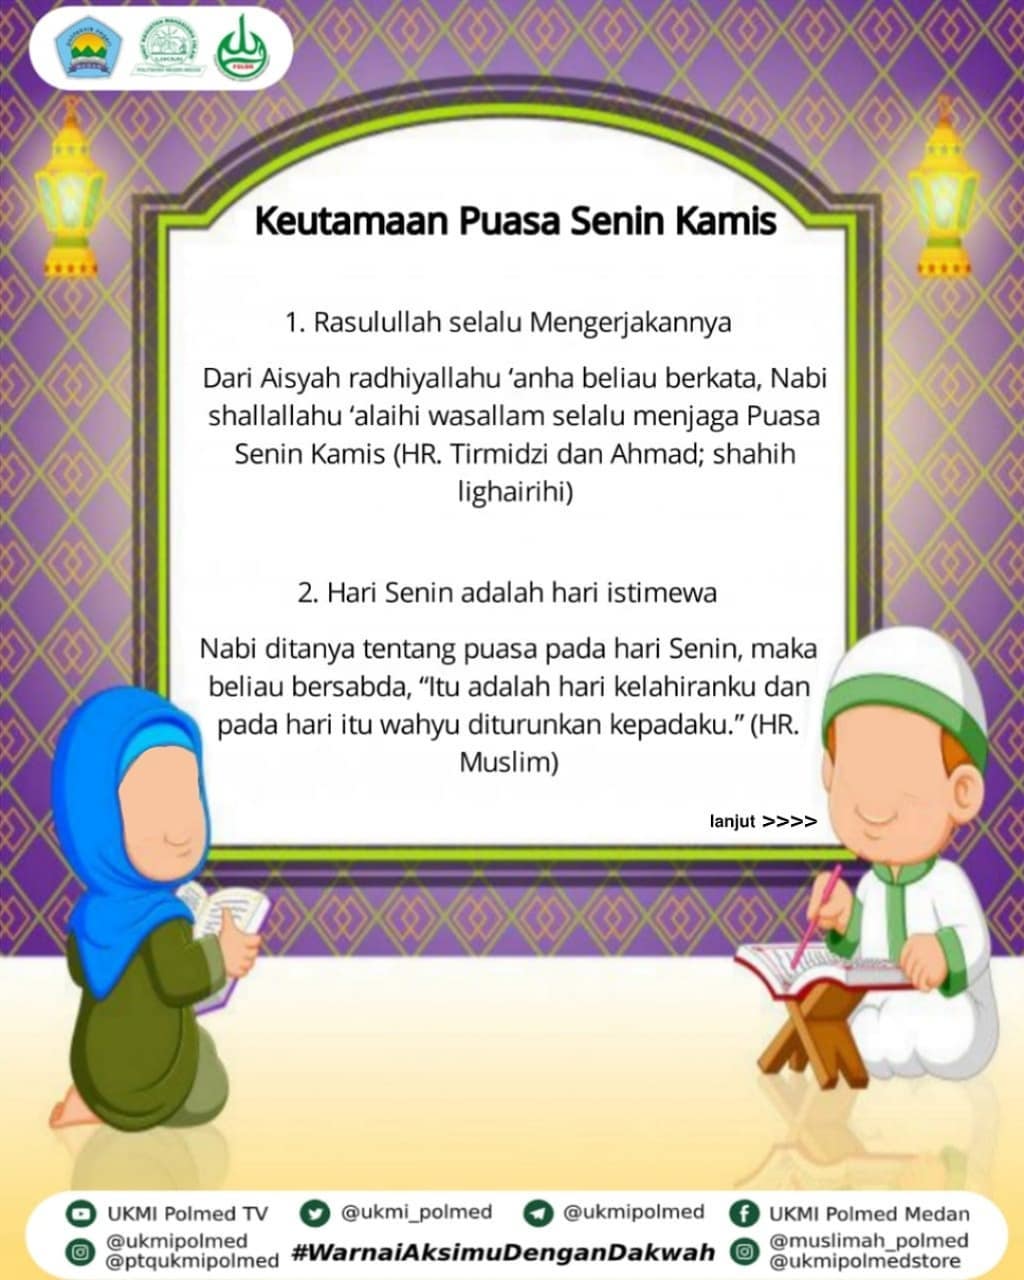 POLBM
Keutamaan Puasa Senin Kamis
1. Rasulullah selalu Mengerjakannya
Dari Aisyah radhiyallahu ‘anha beliau berkata, Nabi
shallallahu ‘alaihi wasallam selalu menjaga Puasa
Senin Kamis (HR. Tirmidzi dan Ahmad; shahih
lighairihi)
2. Hari Senin adalah hari istimewa
Nabi ditanya tentang puasa pada hari Senin, maka
beliau bersabda, “Itu adalah hari kelahiranku dan
pada hari itu wahyu diturunkan kepadaku.” (HR.
Muslim)
lanjut >>>>
UKMI Polmed TV
@ukmi_polmed
@ukmipolmed
UKMI Polmed Medan
@ukmipolmed
@ptqukmipolmed
#WarnaiAksimuDenganDakwah
@muslimah_polmed
@ukmipolmedstore